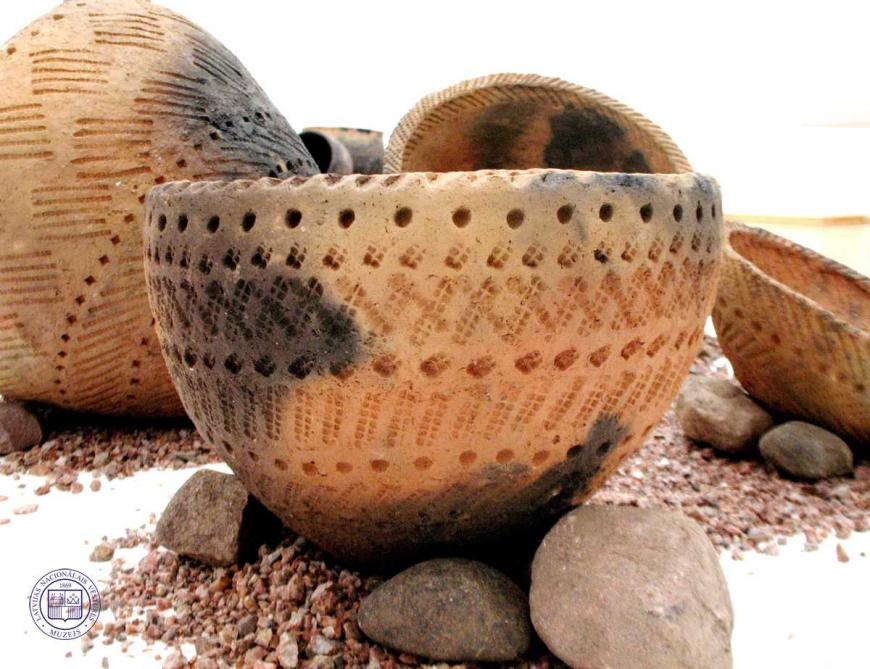 LATVIJAS NACIONĀLAIS VĒSTURES
1869
MUZEJS